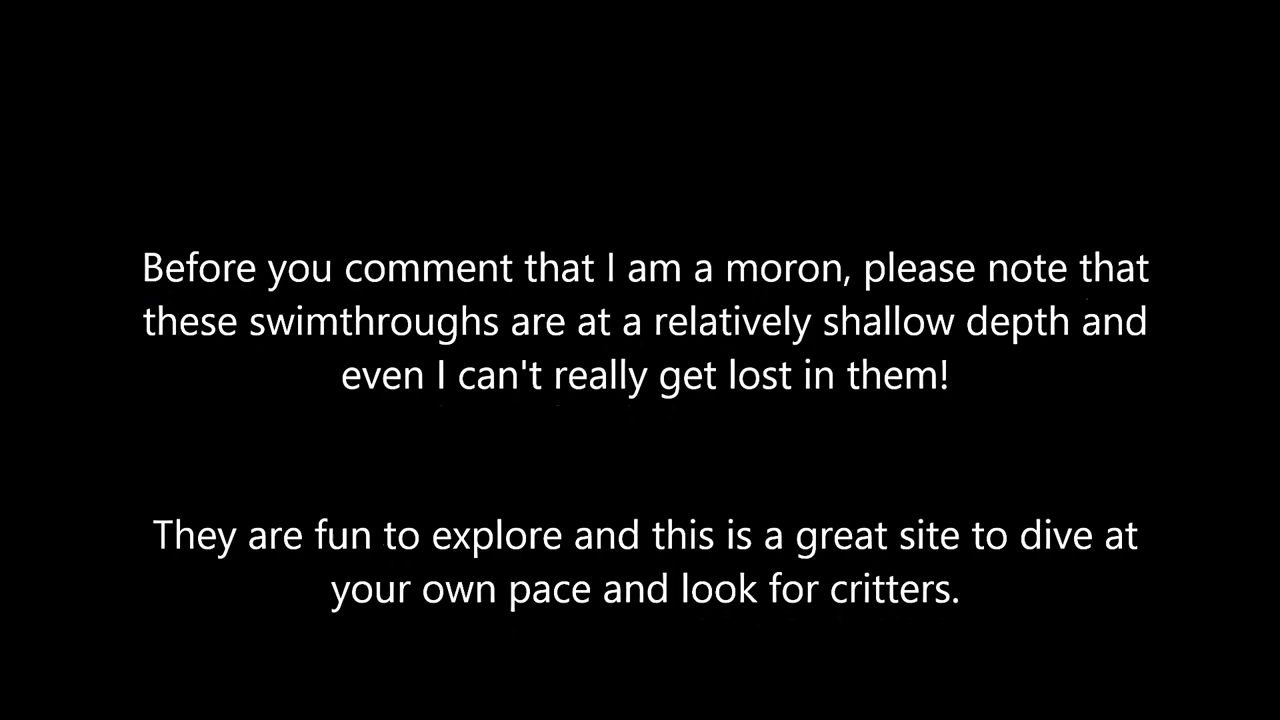 Before you comment that I am a moron, please note that
these swimthroughs are at a relatively shallow depth and
even I can't really get lost in them!
They are fun to explore and this is a great site to dive at
your own pace and look for critters.